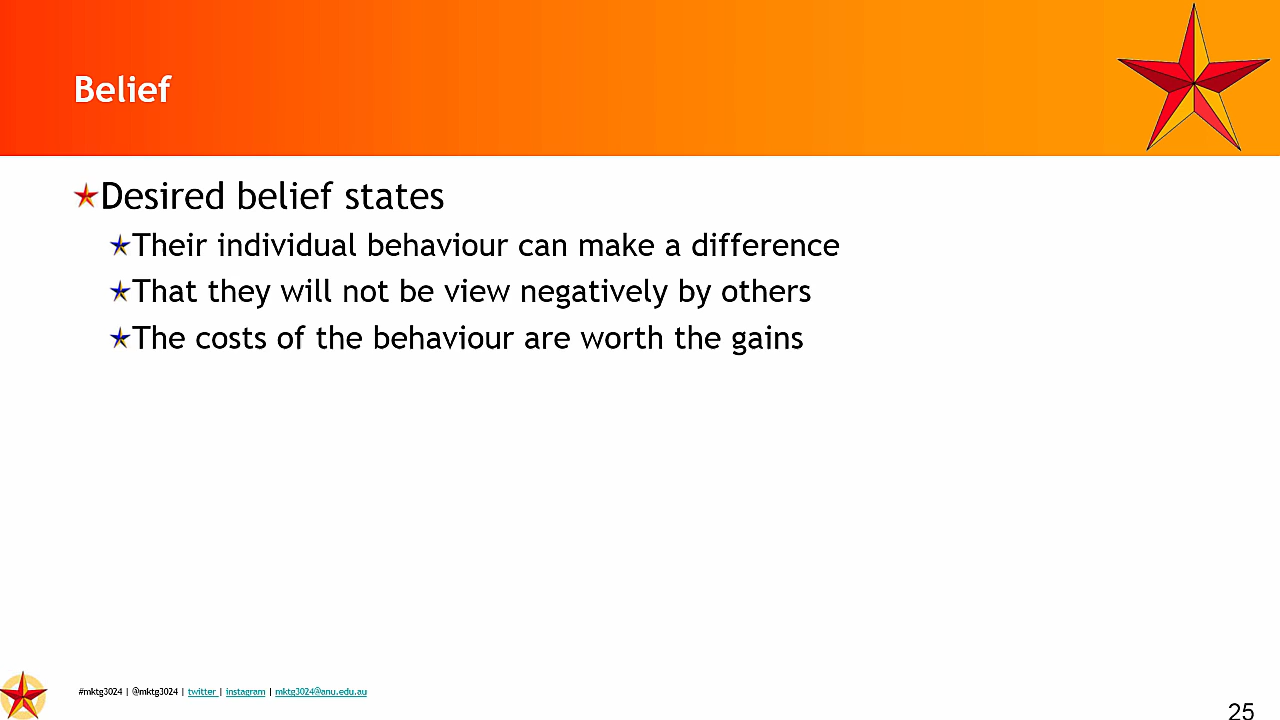 Belief
Desired belief states
Their individual behaviour can make a difference
That they will not be view negatively by others
The costs of the behaviour are worth the gains
#mktg3024 | @mktg3024 | twitter | instagram | mktg3024@anu.edu.au
25